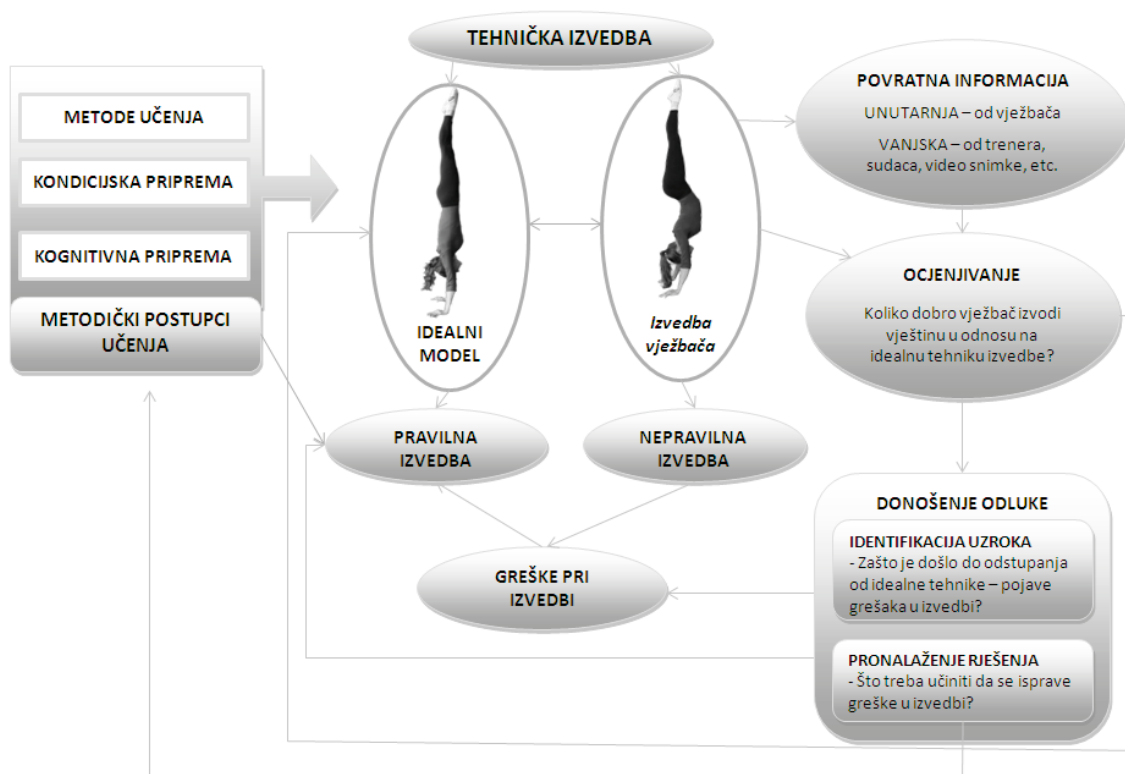 TEHNIČKA IZVEDBA
METODE UČENJA
KONDICIJSKA PRIPREMA
KOGNITIVNA PRIPREMA
METODIČKI POSTUPCI
UČENJA
IDEALNI
MODEL
Izvedba
vježbača
POVRATNA INFORMACIJA
UNUTARNJA – od vježbača
VANJSKA – od trenera,
sudaca, video snimke, etc.
OCJENJIVANJE
Koliko dobro vježbač izvodi
vještinu u odnosu na
idealnu tehniku izvedbe?
PRAVILNA
IZVEDBA
NEPRAVILNA
IZVEDBA
GREŠKE PRI
IZVEDBI
DONOŠENJE ODLUKE
IDENTIFIKACIJA UZROKA
- Zašto je došlo do odstupanja
od idealne tehnike – pojave
grešaka u izvedbi?
PRONALAŽENJE RJEŠENJA
- Što treba učiniti da se isprave
greške u izvedbi?